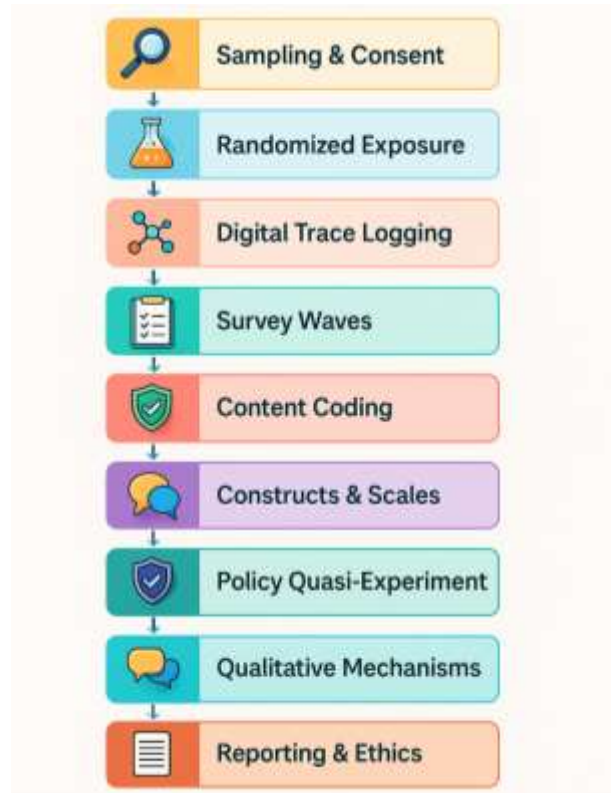 Sampling & Consent
Randomized Exposure
Digital Trace Logging
Survey Waves
Content Coding
Constructs & Scales
Policy Quasi-Experiment
Qualitative Mechanisms
Reporting & Ethics